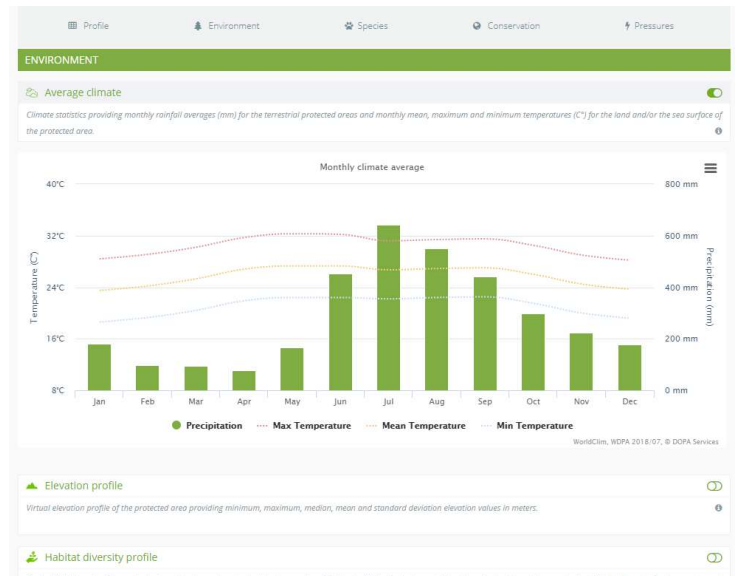 Profile
Environment
Species
Conservation
Pressures
ENVIRONMENT
Average climate
Climate statistics providing monthly rainfall averages (mm) for the terrestrial protected areas and monthly mean, maximum and minimum temperatures (C°) for the land and/or the sea surface of
the protected area.
Monthly climate average
40°C
800 mm
32°C
600 mm
24°C
400 mm
16°C
200 mm
8°C
0 mm
Temperature (C°)
Precipitation (mm)
Jan Feb Mar Apr May Jun Jul Aug Sep Oct Nov Dec
Precipitation Max Temperature Mean Temperature Min Temperature
WorldClim, WDPA 2018/07, © DOPA Services
Elevation profile
Virtual elevation profile of the protected area providing minimum, maximum, median, mean and standard deviation elevation values in meters.
Habitat diversity profile